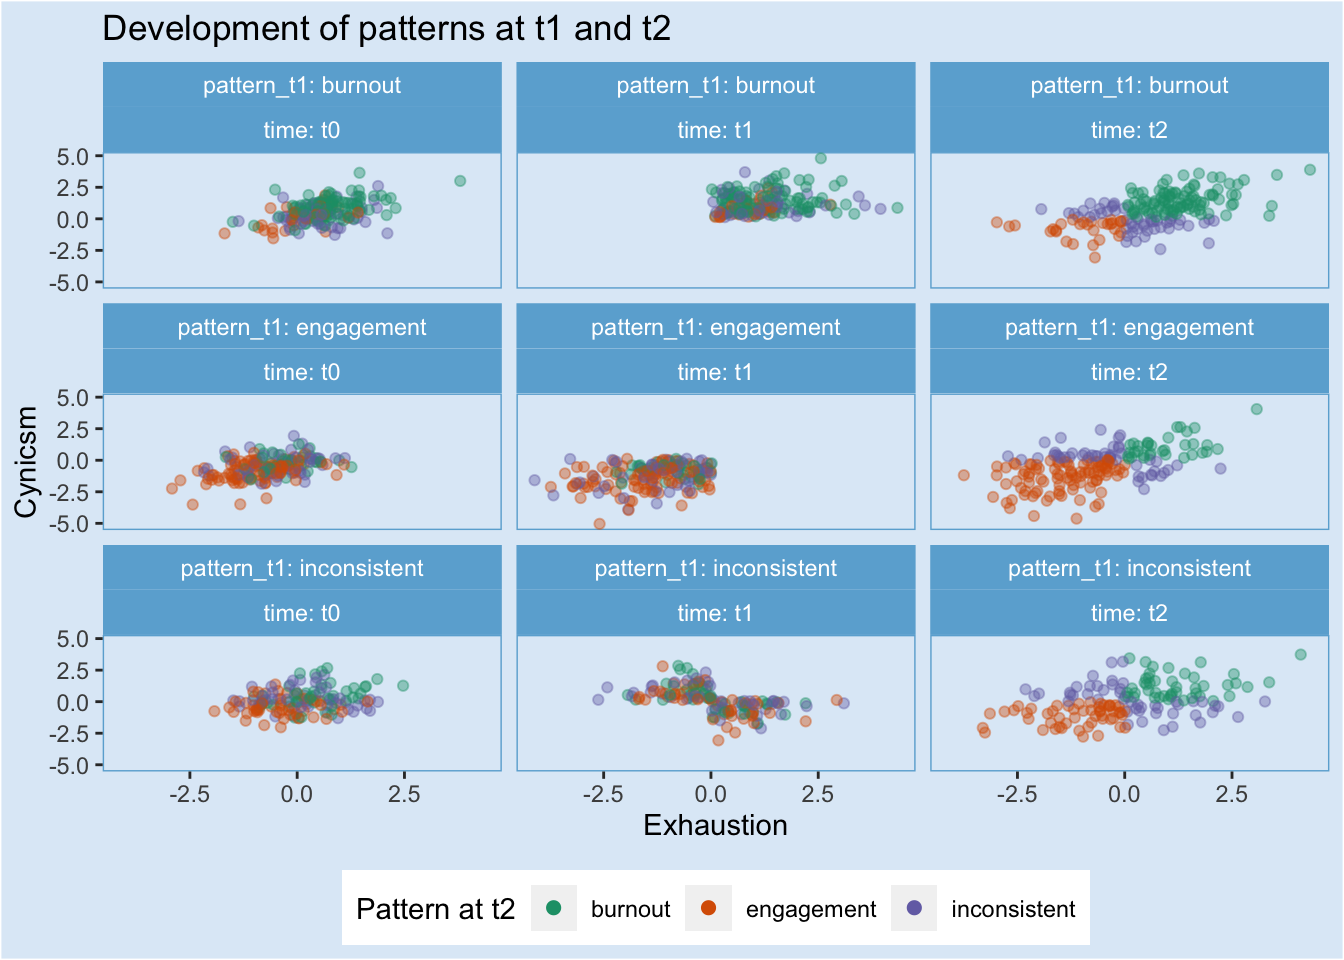 Development of patterns at t1 and t2
pattern_t1: burnout pattern_t1: burnout pattern_t1: burnout
time: t0 time: t1 time: t2
5.0
2.5
0.0
-2.5
-5.0
pattern_t1: engagement pattern_t1: engagement pattern_t1: engagement
time: t0 time: t1 time: t2
5.0
2.5
0.0
-2.5
-5.0
Cynicsm
pattern_t1: inconsistent pattern_t1: inconsistent pattern_t1: inconsistent
time: t0 time: t1 time: t2
5.0
2.5
0.0
-2.5
-5.0
-2.5 0.0 2.5 -2.5 0.0 2.5 -2.5 0.0 2.5
Exhaustion
Pattern at t2 burnout engagement inconsistent